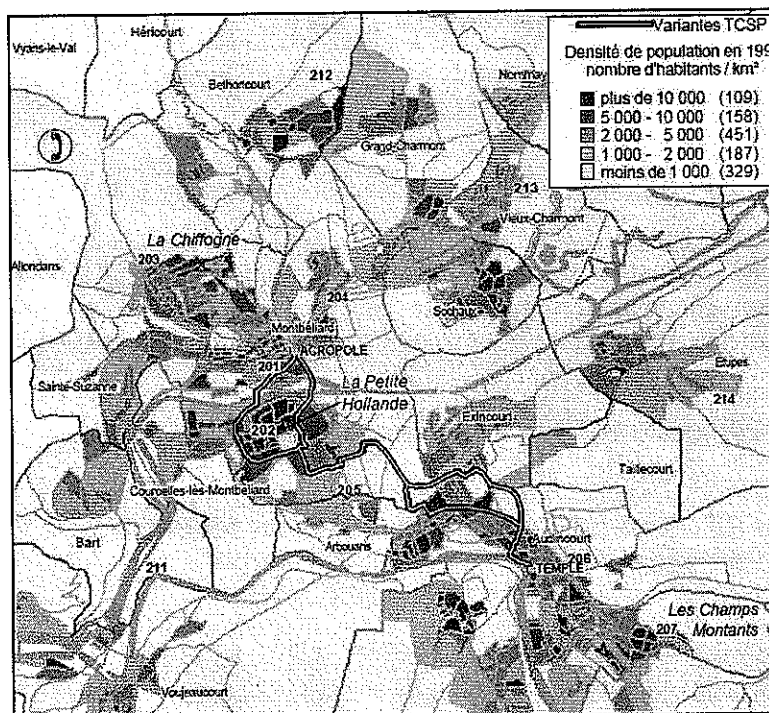 Variantes TCSP
Densité de population en 199
nombre d'habitants / km²
plus de 10 000 (109)
5 000 - 10 000 (158)
2 000 - 5 000 (451)
1 000 - 2 000 (187)
moins de 1 000 (329)
Héricourt
Vyans-le-Val
212
Bethoncourt
Nommay
Grand-Charmont
213
Vieux-Charmont
La Chiffogne
Allondans
203
204
Montbéliard
Sochaux
201
ACROPOLE
Sainte-Suzanne
La Petite
Hollande
Etupes
214
202
Exincourt
Taillecourt
Courcelles-lès-Montbéliard
205
Bart
Arbouans
Audincourt
211
TEMPLE
206
Les Champs
Montants
207
Voujeaucourt